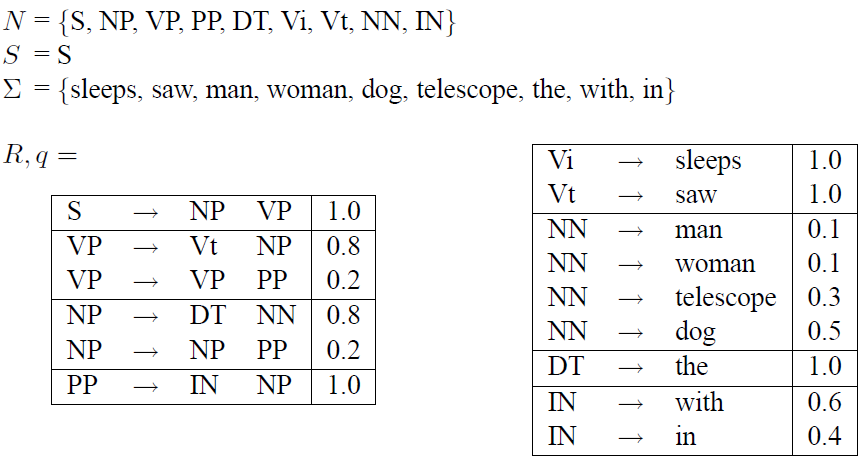 N = {S, NP, VP, PP, DT, Vi, Vt, NN, IN}
S = S
Σ = {sleeps, saw, man, woman, dog, telescope, the, with, in}
R, q =
S → NP VP 1.0
VP → Vt NP 0.8
VP → VP PP 0.2
NP → DT NN 0.8
NP → NP PP 0.2
PP → IN NP 1.0
Vi → sleeps 1.0
Vt → saw 1.0
NN → man 0.1
NN → woman 0.1
NN → telescope 0.3
NN → dog 0.5
DT → the 1.0
IN → with 0.6
IN → in 0.4